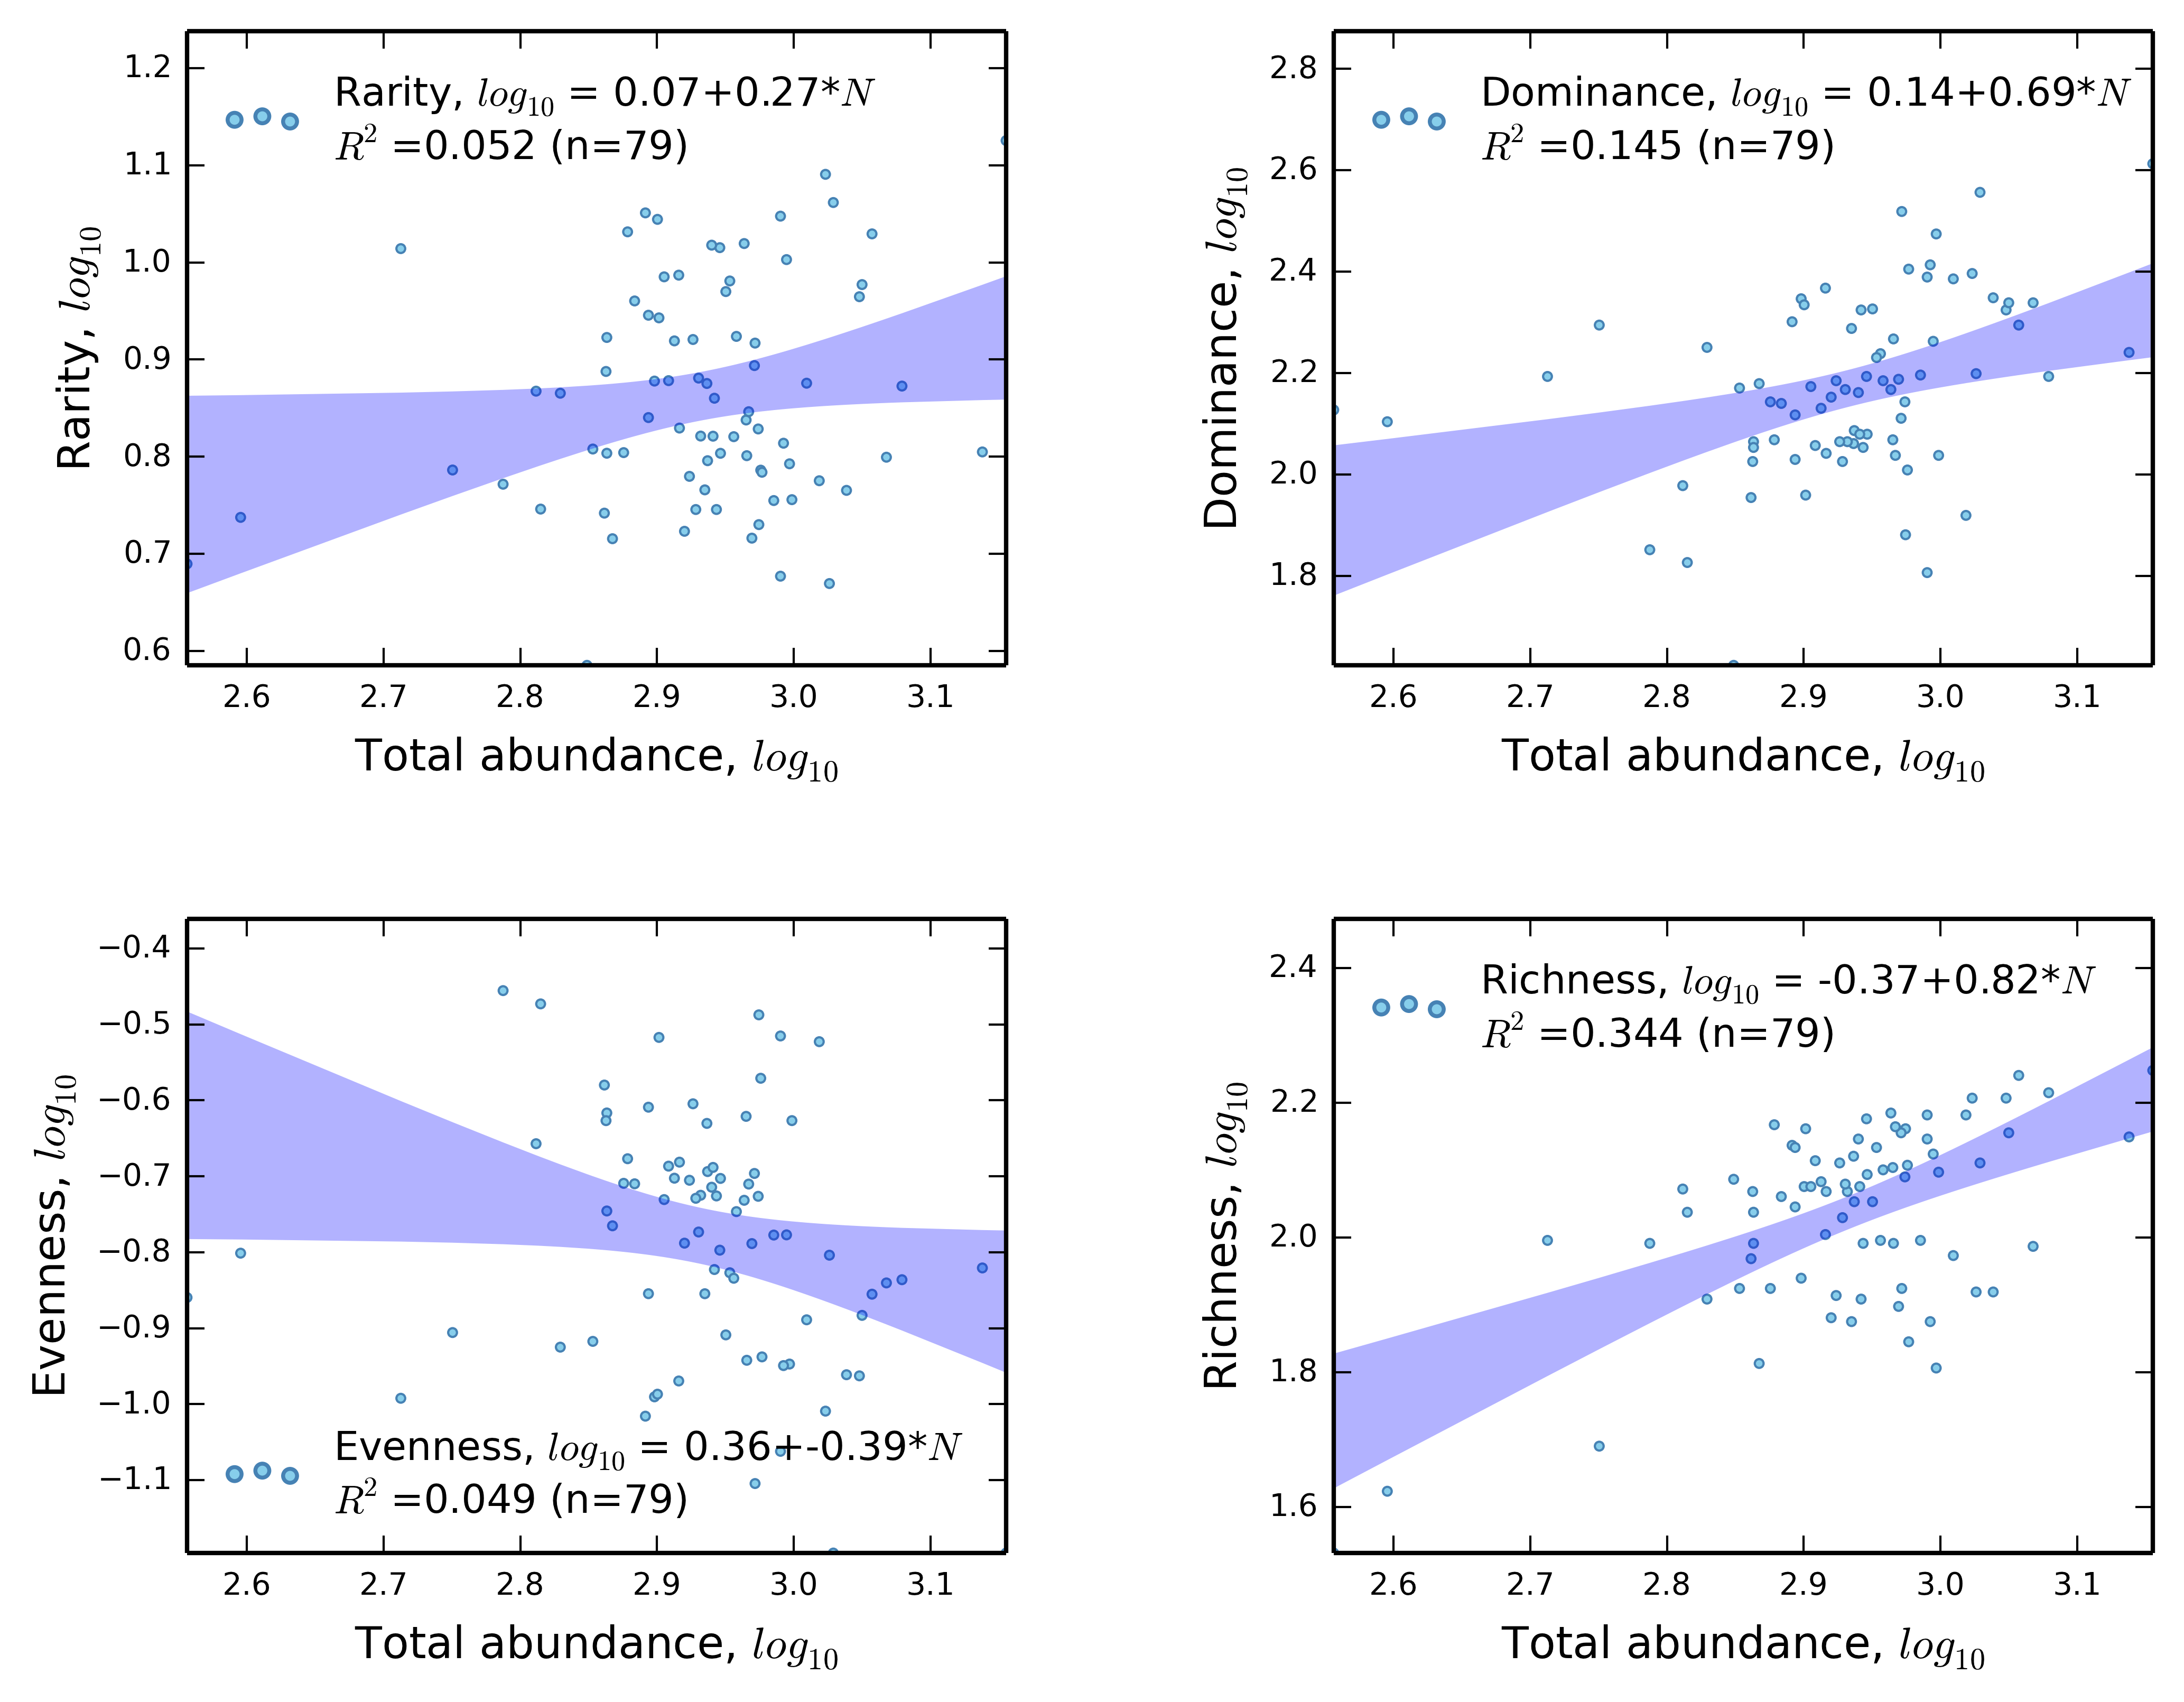 Rarity, log10 = 0.07+0.27*N
R2 =0.052 (n=79)
1.2
1.1
1.0
0.9
0.8
0.7
0.6
Rarity, log10
2.6 2.7 2.8 2.9 3.0 3.1
Total abundance, log10
Dominance, log10 = 0.14+0.69*N
R2 =0.145 (n=79)
2.8
2.6
2.4
2.2
2.0
1.8
Dominance, log10
2.6 2.7 2.8 2.9 3.0 3.1
Total abundance, log10
−0.4
−0.5
−0.6
−0.7
−0.8
−0.9
−1.0
−1.1
Evenness, log10
Evenness, log10 = 0.36+-0.39*N
R2 =0.049 (n=79)
2.6 2.7 2.8 2.9 3.0 3.1
Total abundance, log10
Richness, log10 = -0.37+0.82*N
R2 =0.344 (n=79)
2.4
2.2
2.0
1.8
1.6
Richness, log10
2.6 2.7 2.8 2.9 3.0 3.1
Total abundance, log10